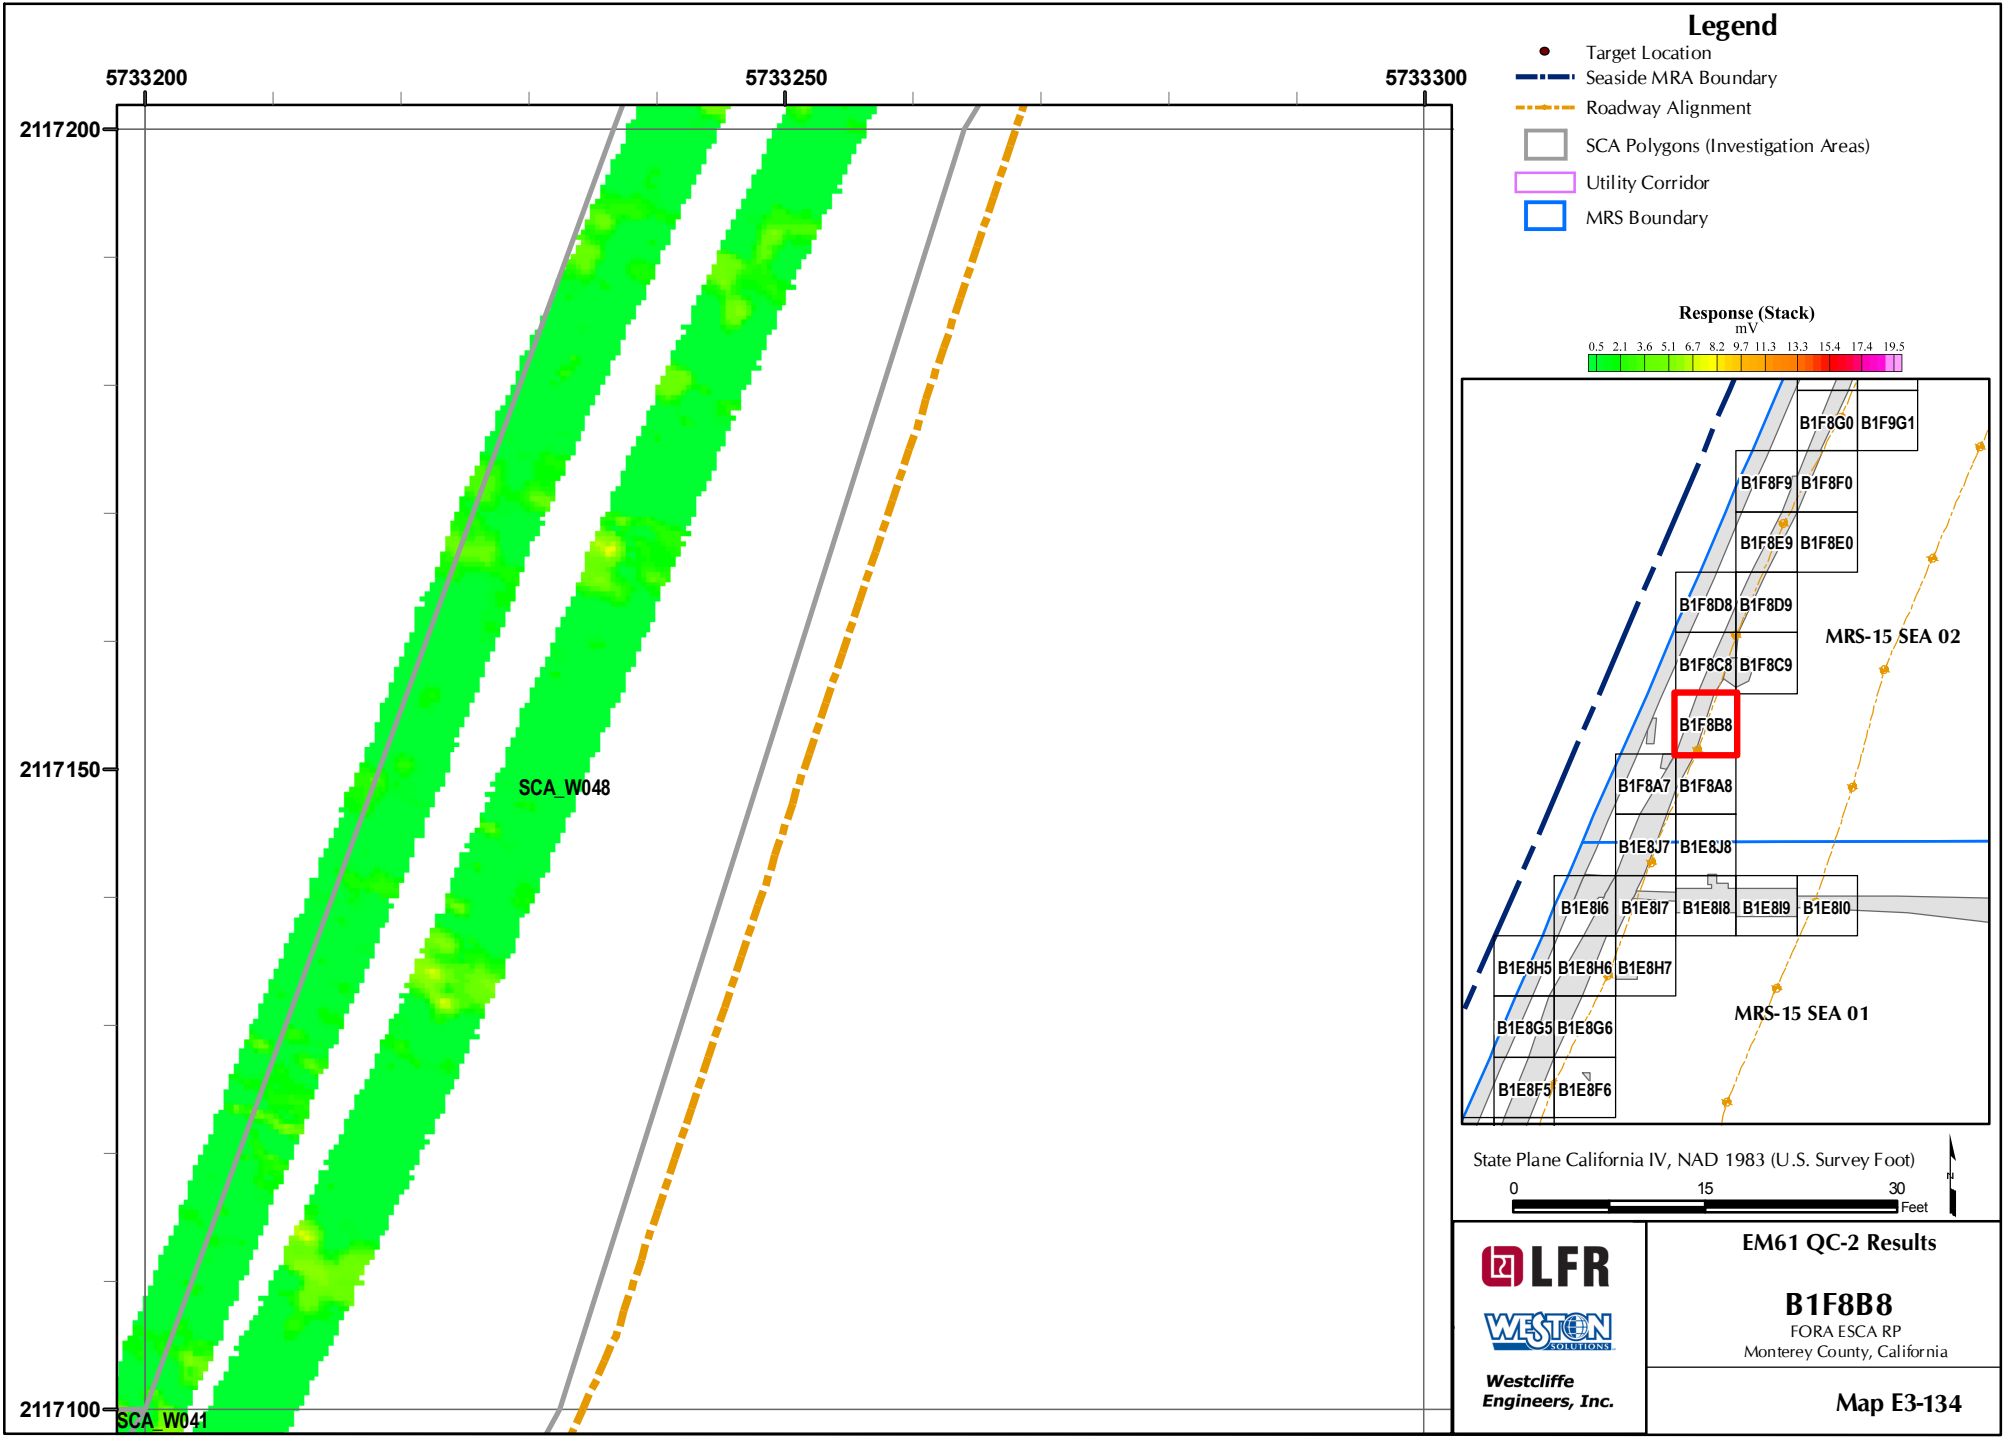 5733200
5733250
5733300
2117200
2117150
2117100
SCA_W048
SCA_W041
Legend
Target Location
Seaside MRA Boundary
Roadway Alignment
SCA Polygons (Investigation Areas)
Utility Corridor
MRS Boundary
Response (Stack)
mV
0.5 2.1 3.6 5.1 6.7 8.2 9.7 11.3 13.3 15.4 17.4 19.5
B1F8G0 B1F9G1
B1F8F9 B1F8F0
B1F8E9 B1F8E0
B1F8D8 B1F8D9
MRS-15 SEA 02
B1F8C8 B1F8C9
B1F8B8
B1F8A7 B1F8A8
B1E8J7 B1E8J8
B1E8I6 B1E8I7 B1E8I8 B1E8I9 B1E8I0
B1E8H5 B1E8H6 B1E8H7
MRS-15 SEA 01
B1E8G5 B1E8G6
B1E8F5 B1E8F6
State Plane California IV, NAD 1983 (U.S. Survey Foot)
0 15 30
Feet
N
LFR
WESTON
SOLUTIONS
Westcliffe
Engineers, Inc.
EM61 QC-2 Results
B1F8B8
FORA ESCA RP
Monterey County, California
Map E3-134